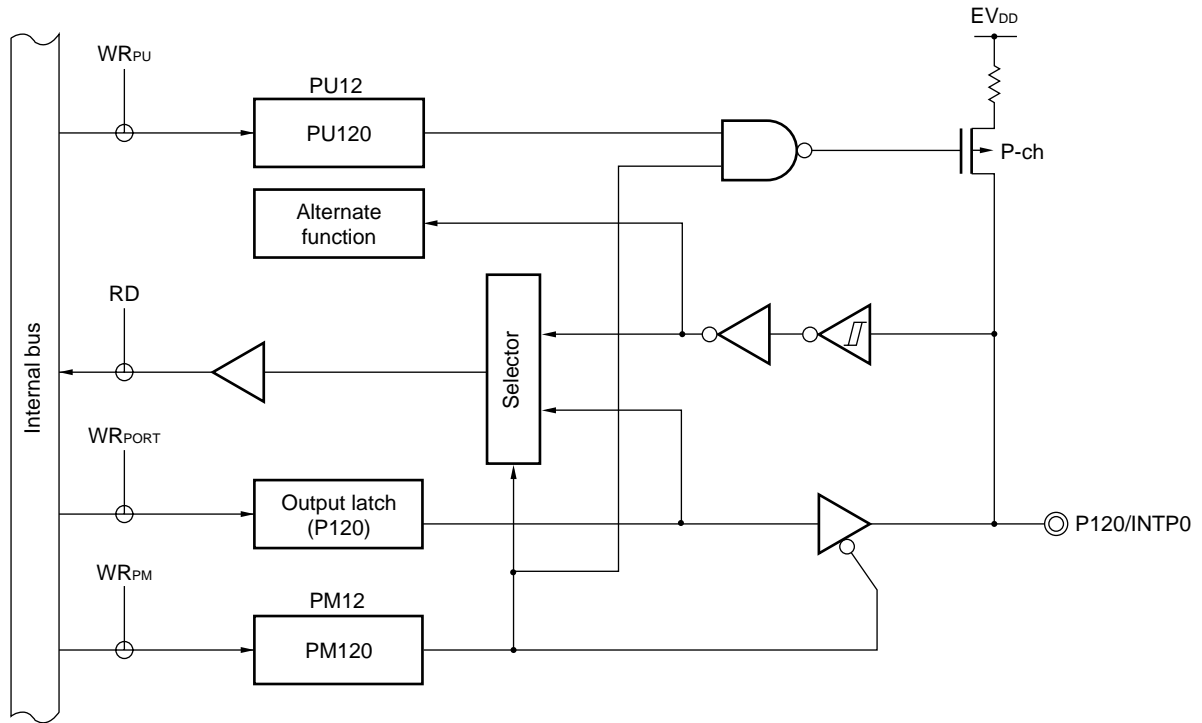 EVDD
WRPU
PU12
PU120
P-ch
Alternate
function
RD
Selector
Internal bus
WRPORT
Output latch
(P120)
P120/INTP0
WRPM
PM12
PM120